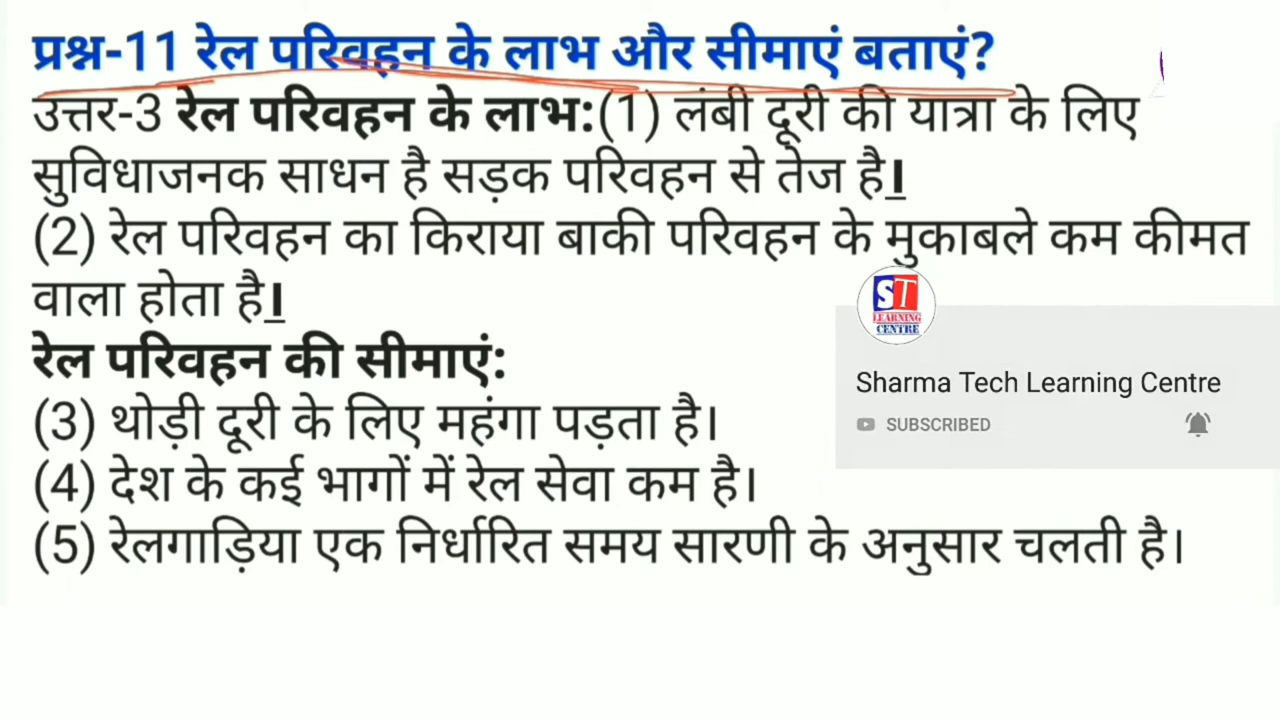 प्रश्न-11 रेल परिवहन के लाभ और सीमाएं बताएं?
उत्तर-3 रेल परिवहन के लाभ:(1) लंबी दूरी की यात्रा के लिए
सुविधाजनक साधन है सड़क परिवहन से तेज है।
(2) रेल परिवहन का किराया बाकी परिवहन के मुकाबले कम कीमत
वाला होता है।
रेल परिवहन की सीमाएं:
(3) थोड़ी दूरी के लिए महंगा पड़ता है।
(4) देश के कई भागों में रेल सेवा कम है।
(5) रेलगाड़िया एक निर्धारित समय सारणी के अनुसार चलती है।
ST
LEARNING
CENTRE
Sharma Tech Learning Centre
SUBSCRIBED